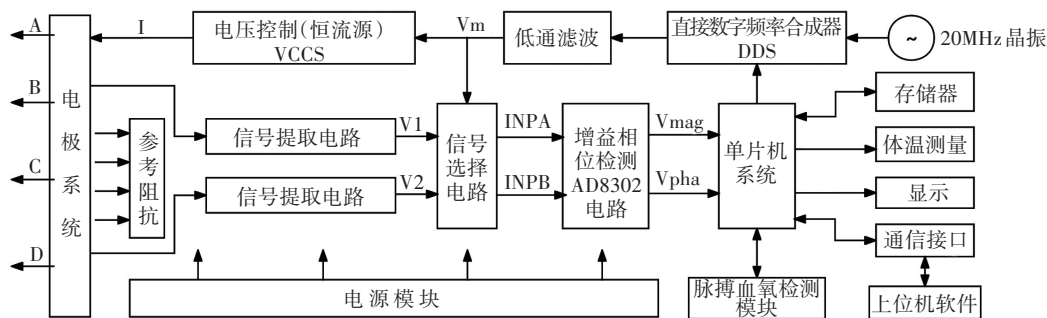 A
I
电压控制(恒流源)
VCCS
Vm
低通滤波
直接数字频率合成器
DDS
~
20MHz晶振
B
C
D
电极系统
参考阻抗
信号提取电路
V1
信号提取电路
V2
信号
选择
电路
INPA
INPB
增益相
位检测
AD8302
电路
Vmag
Vpha
单片机
系统
存储器
体温测量
显示
通信接口
上位机软件
电源模块
脉搏血氧检测
模块